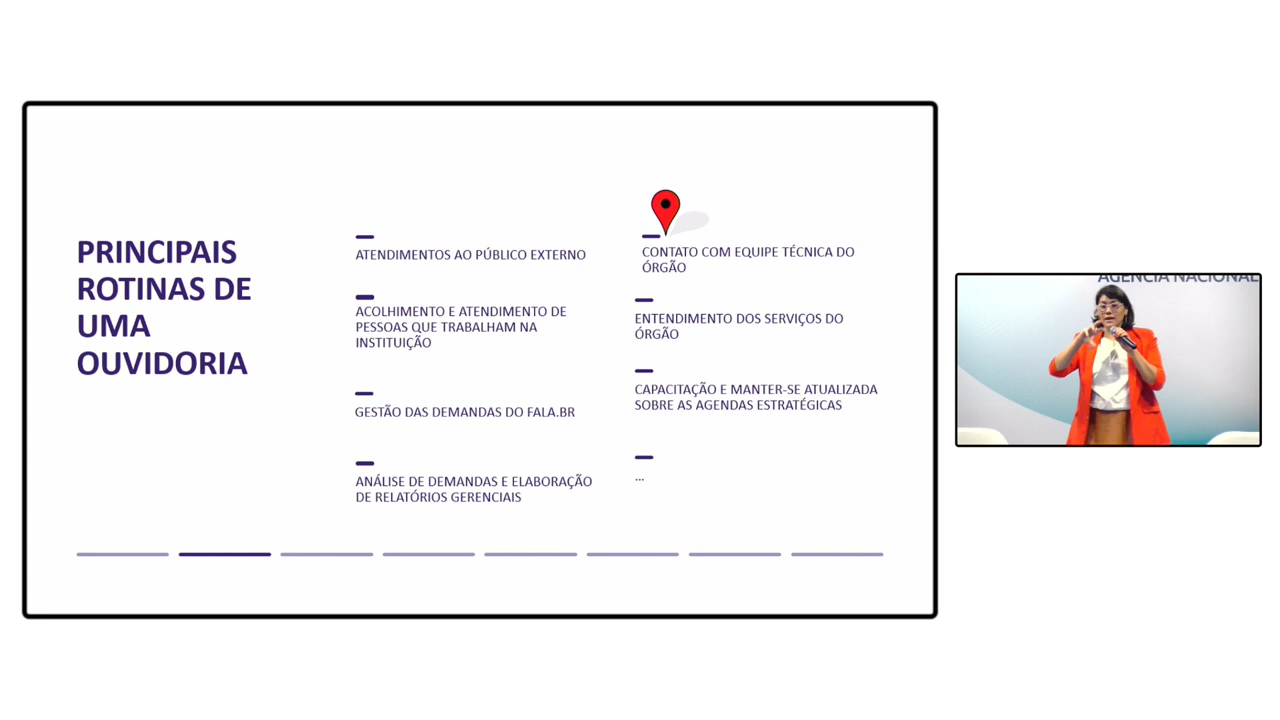 PRINCIPAIS
ROTINAS DE
UMA
OUVIDORIA
ATENDIMENTOS AO PÚBLICO EXTERNO
ACOLHIMENTO E ATENDIMENTO DE
PESSOAS QUE TRABALHAM NA
INSTITUIÇÃO
GESTÃO DAS DEMANDAS DO FALA.BR
ANÁLISE DE DEMANDAS E ELABORAÇÃO
DE RELATÓRIOS GERENCIAIS
CONTATO COM EQUIPE TÉCNICA DO
ÓRGÃO
ENTENDIMENTO DOS SERVIÇOS DO
ÓRGÃO
CAPACITAÇÃO E MANTER-SE ATUALIZADA
SOBRE AS AGENDAS ESTRATÉGICAS
...
AGÊNCIA NACIONAL